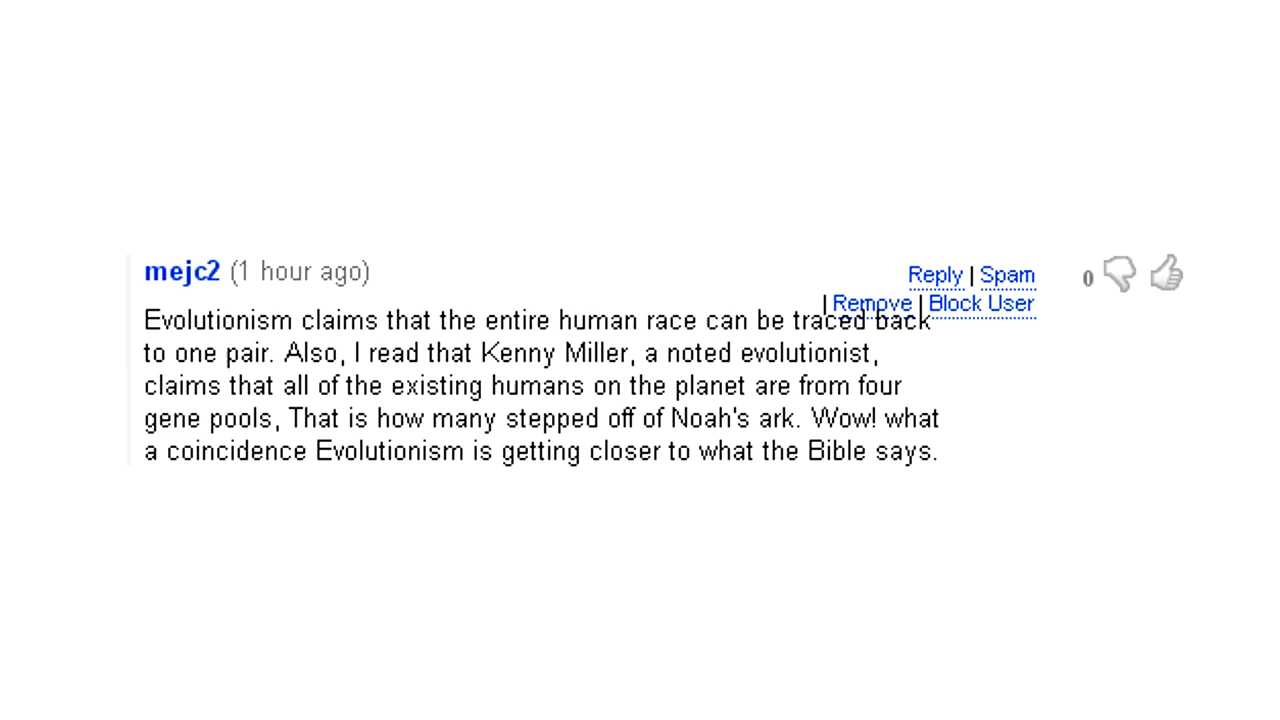 mejc2 (1 hour ago)
Reply | Spam
0
| Remove | Block User
Evolutionism claims that the entire human race can be traced back
to one pair. Also, I read that Kenny Miller, a noted evolutionist,
claims that all of the existing humans on the planet are from four
gene pools, That is how many stepped off of Noah's ark. Wow! what
a coincidence Evolutionism is getting closer to what the Bible says.